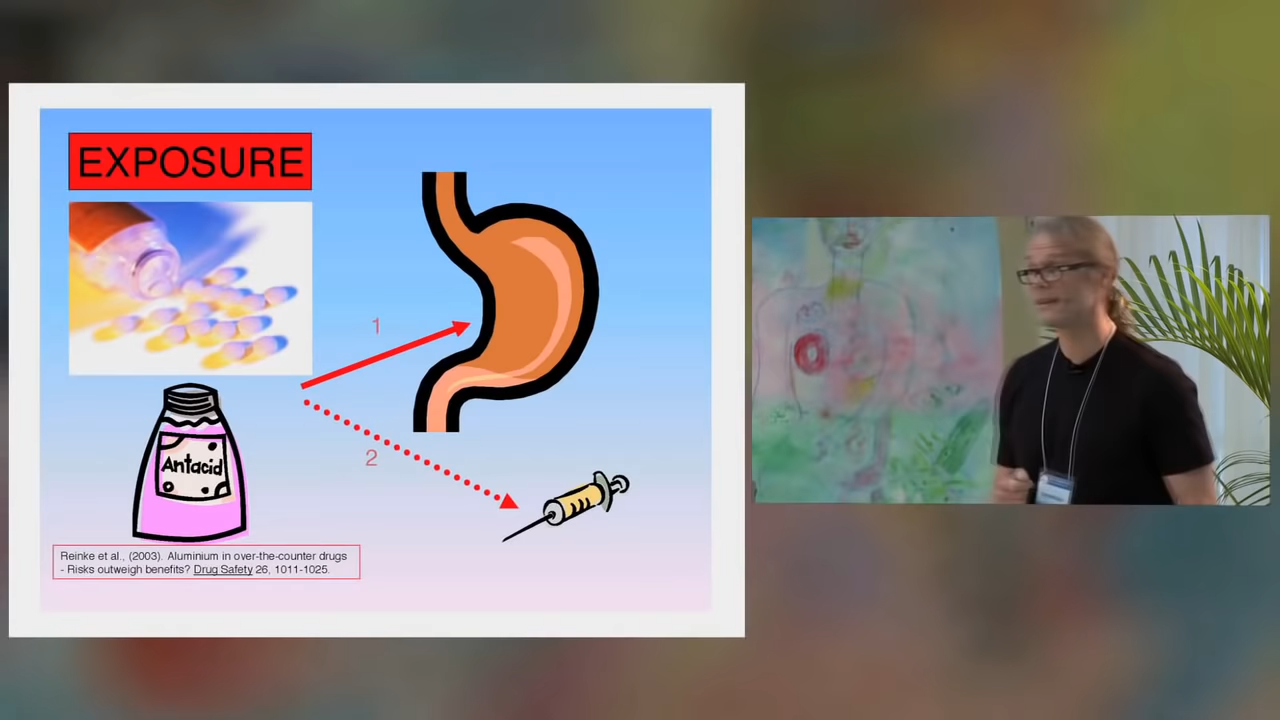 EXPOSURE
1
2
Antacid
Reinke et al., (2003). Aluminium in over-the-counter drugs
- Risks outweigh benefits? Drug Safety 26, 1011-1025.